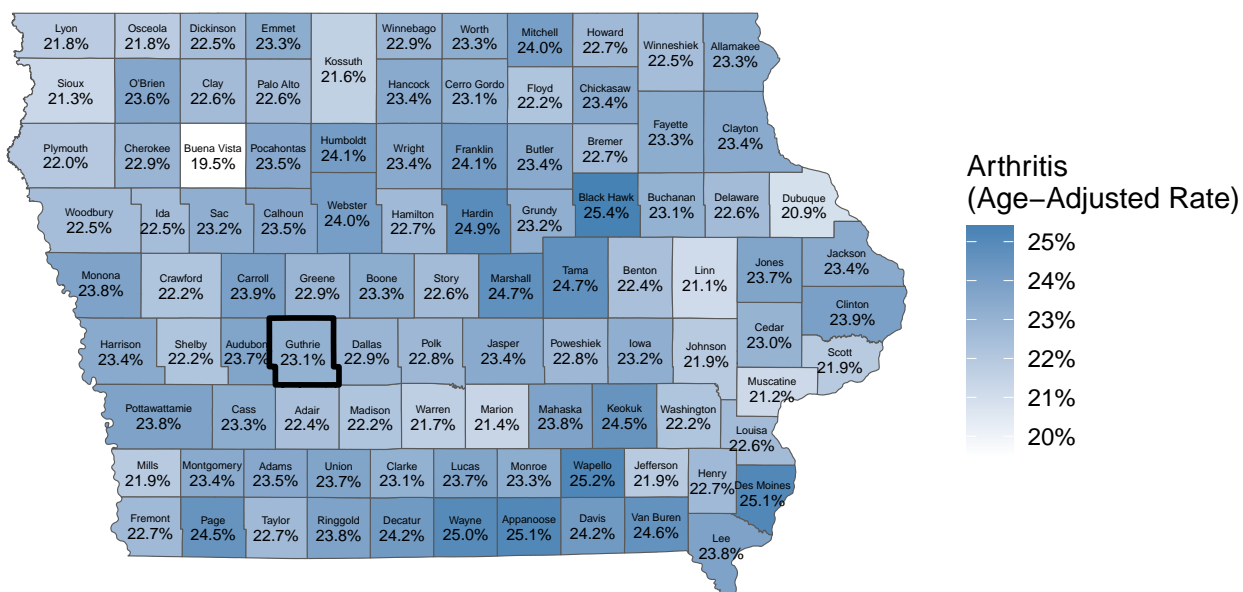 Lyon
21.8%
Osceola
21.8%
Dickinson
22.5%
Emmet
23.3%
Kossuth
21.6%
Winnebago
22.9%
Worth
23.3%
Mitchell
24.0%
Howard
22.7%
Winneshiek
22.5%
Allamakee
23.3%
Sioux
21.3%
O'Brien
23.6%
Clay
22.6%
Palo Alto
22.6%
Hancock
23.4%
Cerro Gordo
23.1%
Floyd
22.2%
Chickasaw
23.4%
Plymouth
22.0%
Cherokee
22.9%
Buena Vista
19.5%
Pocahontas
23.5%
Humboldt
24.1%
Wright
23.4%
Franklin
24.1%
Butler
23.4%
Bremer
22.7%
Fayette
23.3%
Clayton
23.4%
Woodbury
22.5%
Ida
22.5%
Sac
23.2%
Calhoun
23.5%
Webster
24.0%
Hamilton
22.7%
Hardin
24.9%
Grundy
23.2%
Black Hawk
25.4%
Buchanan
23.1%
Delaware
22.6%
Dubuque
20.9%
Monona
23.8%
Crawford
22.2%
Carroll
23.9%
Greene
22.9%
Boone
23.3%
Story
22.6%
Marshall
24.7%
Tama
24.7%
Benton
22.4%
Linn
21.1%
Jones
23.7%
Jackson
23.4%
Clinton
23.9%
Harrison
23.4%
Shelby
22.2%
Audubon
23.7%
Guthrie
23.1%
Dallas
22.9%
Polk
22.8%
Jasper
23.4%
Poweshiek
22.8%
Iowa
23.2%
Johnson
21.9%
Cedar
23.0%
Scott
21.9%
Muscatine
21.2%
Pottawattamie
23.8%
Cass
23.3%
Adair
22.4%
Madison
22.2%
Warren
21.7%
Marion
21.4%
Mahaska
23.8%
Keokuk
24.5%
Washington
22.2%
Louisa
22.6%
Mills
21.9%
Montgomery
23.4%
Adams
23.5%
Union
23.7%
Clarke
23.1%
Lucas
23.7%
Monroe
23.3%
Wapello
25.2%
Jefferson
21.9%
Henry
22.7%
Des Moines
25.1%
Fremont
22.7%
Page
24.5%
Taylor
22.7%
Ringgold
23.8%
Decatur
24.2%
Wayne
25.0%
Appanoose
25.1%
Davis
24.2%
Van Buren
24.6%
Lee
23.8%
Arthritis
(Age−Adjusted Rate)
25%
24%
23%
22%
21%
20%